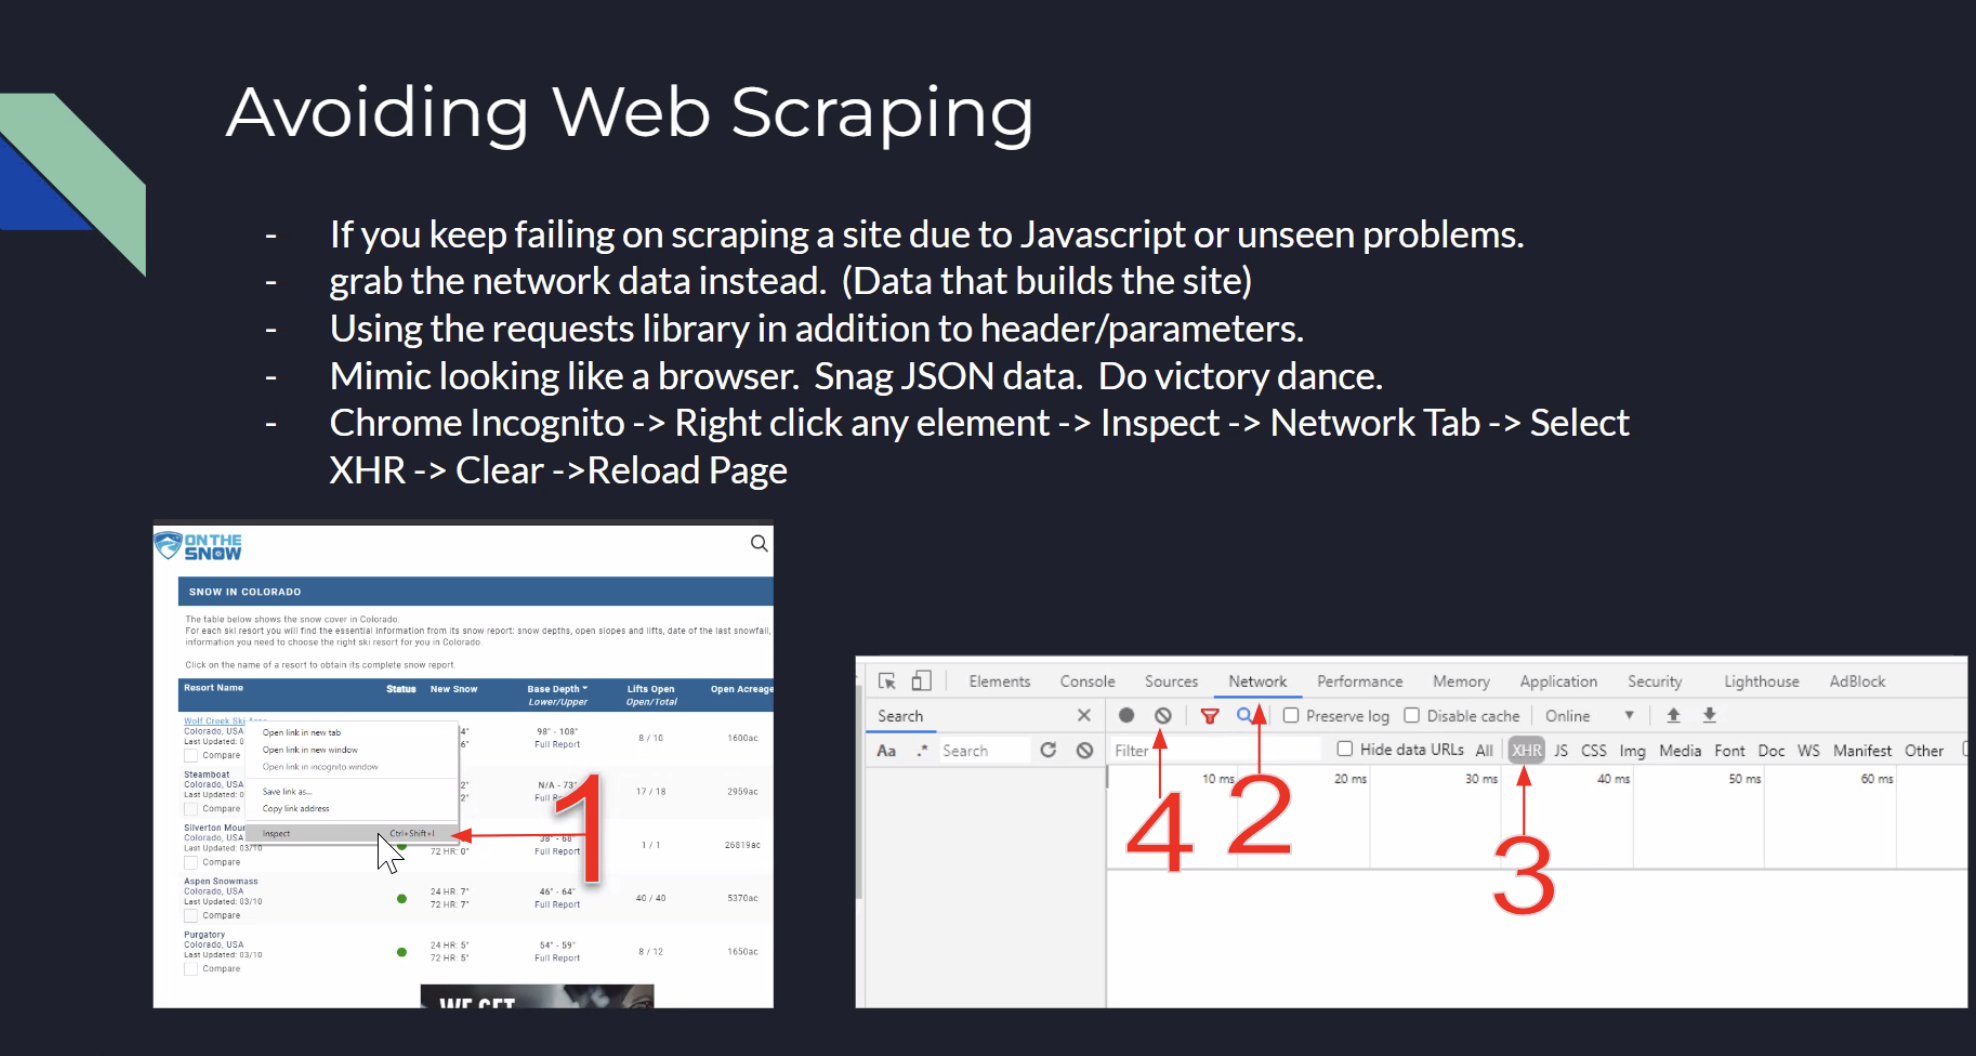 Avoiding Web Scraping
- If you keep failing on scraping a site due to Javascript or unseen problems.
- grab the network data instead. (Data that builds the site)
- Using the requests library in addition to header/parameters.
- Mimic looking like a browser. Snag JSON data. Do victory dance.
- Chrome Incognito -> Right click any element -> Inspect -> Network Tab -> Select
XHR -> Clear ->Reload Page
ON THE
SNOW
SNOW IN COLORADO
The table below shows the snow cover in Colorado.
For each ski resort you will find the essential information from its snow report: snow depths, open slopes and lifts, date of the last snowfall,
information you need to choose the right ski resort for you in Colorado.
Click on the name of a resort to obtain its complete snow report.
Resort Name Status New Snow Base Depth Lifts Open Open Acreage
Lower/Upper Open/Total
Wolf Creek Ski Area
Colorado, USA 4" 98" - 108" 8 / 10 1600ac
Last Updated: 0 6" Full Report
Compare
Open link in new tab
Open link in new window
Open link in incognito window
Save link as...
Copy link address
Inspect Ctrl+Shift+I
1
Steamboat
Colorado, USA 2" N/A - 73" 17 / 18 2959ac
Last Updated: 0 2" Full
Compare
Silverton Mour
Colorado, USA 38" - 68" 1 / 1 26819ac
Last Updated: 03/10 72 HR: 0" Full Report
Compare
Aspen Snowmass
Colorado, USA 24 HR: 7" 46" - 64" 40 / 40 5370ac
Last Updated: 03/10 72 HR: 7" Full Report
Compare
Purgatory
Colorado, USA 24 HR: 5" 54" - 59" 8 / 12 1650ac
Last Updated: 03/10 72 HR: 5" Full Report
Compare
WE GET
Elements Console Sources Network Performance Memory Application Security Lighthouse AdBlock
Search Preserve log Disable cache Online
Aa .* Search Filter Hide data URLs All XHR JS CSS Img Media Font Doc WS Manifest Other
10 ms 20 ms 30 ms 40 ms 50 ms 60 ms
4 2 3